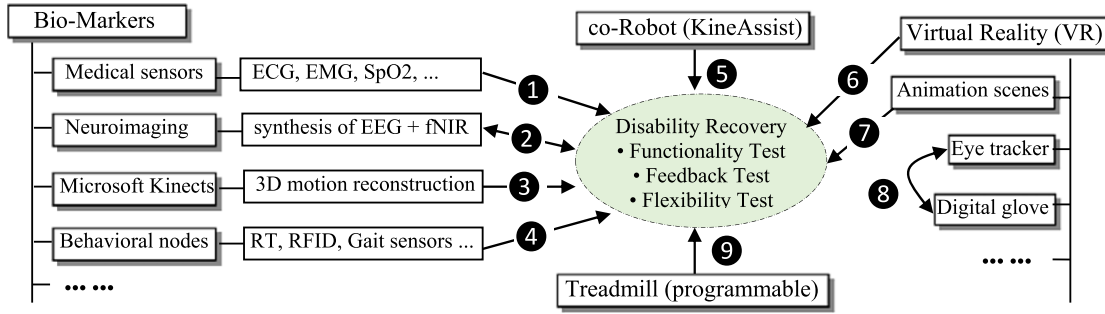 Bio-Markers
Medical sensors
ECG, EMG, SpO2, ...
1
Neuroimaging
synthesis of EEG + fNIR
2
Microsoft Kinects
3D motion reconstruction
3
Behavioral nodes
RT, RFID, Gait sensors ...
4
... ...
co-Robot (KineAssist)
5
Disability Recovery
• Functionality Test
• Feedback Test
• Flexibility Test
9
Treadmill (programmable)
Virtual Reality (VR)
6
Animation scenes
7
Eye tracker
8
Digital glove
... ...